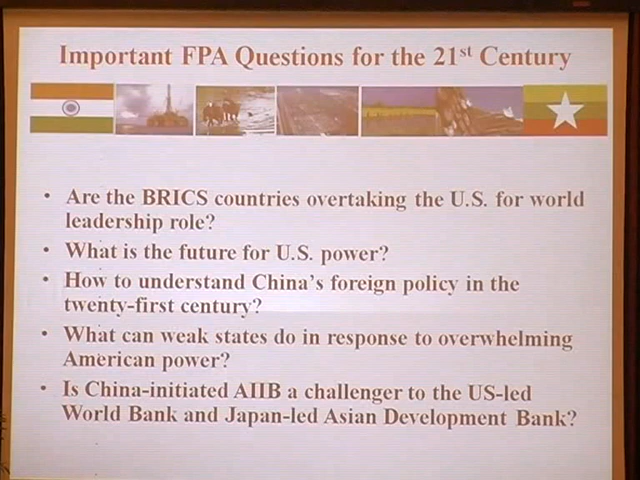 Important FPA Questions for the 21st Century
• Are the BRICS countries overtaking the U.S. for world
leadership role?
• What is the future for U.S. power?
• How to understand China's foreign policy in the
twenty-first century?
• What can weak states do in response to overwhelming
American power?
• Is China-initiated AIIB a challenger to the US-led
World Bank and Japan-led Asian Development Bank?